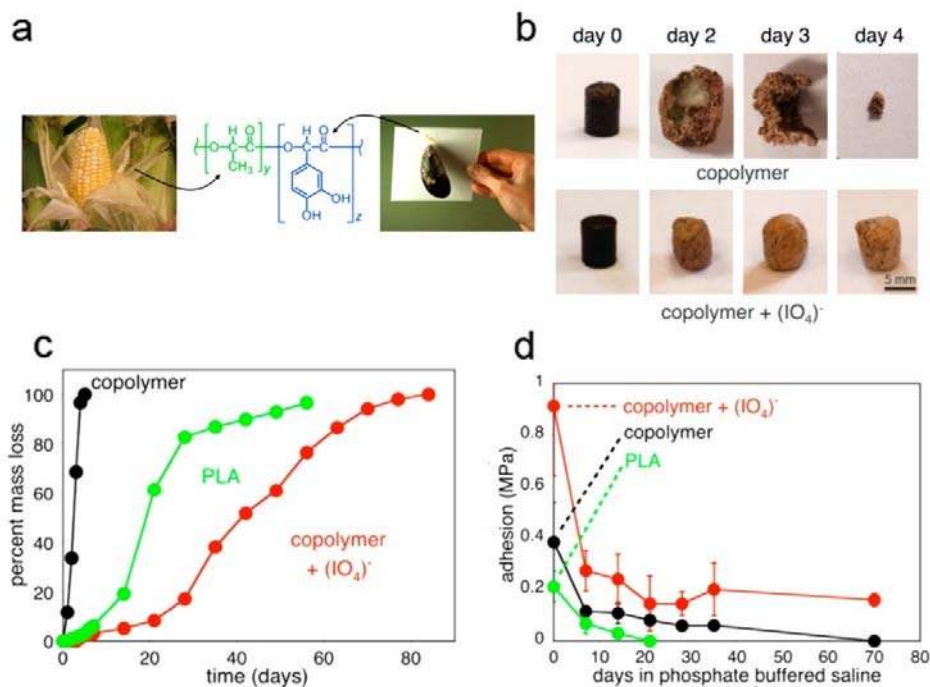 a
H O
O C C
CH₃ y
H O
O C C
OH
OH z
b
day 0 day 2 day 3 day 4
copolymer
5 mm
copolymer + (IO₄)⁻
c
copolymer
PLA
copolymer
+ (IO₄)⁻
percent mass loss
100
80
60
40
20
0
0 20 40 60 80
time (days)
d
copolymer + (IO₄)⁻
copolymer
PLA
adhesion (MPa)
1
0.8
0.6
0.4
0.2
0
0 10 20 30 40 50 60 70
days in phosphate buffered saline